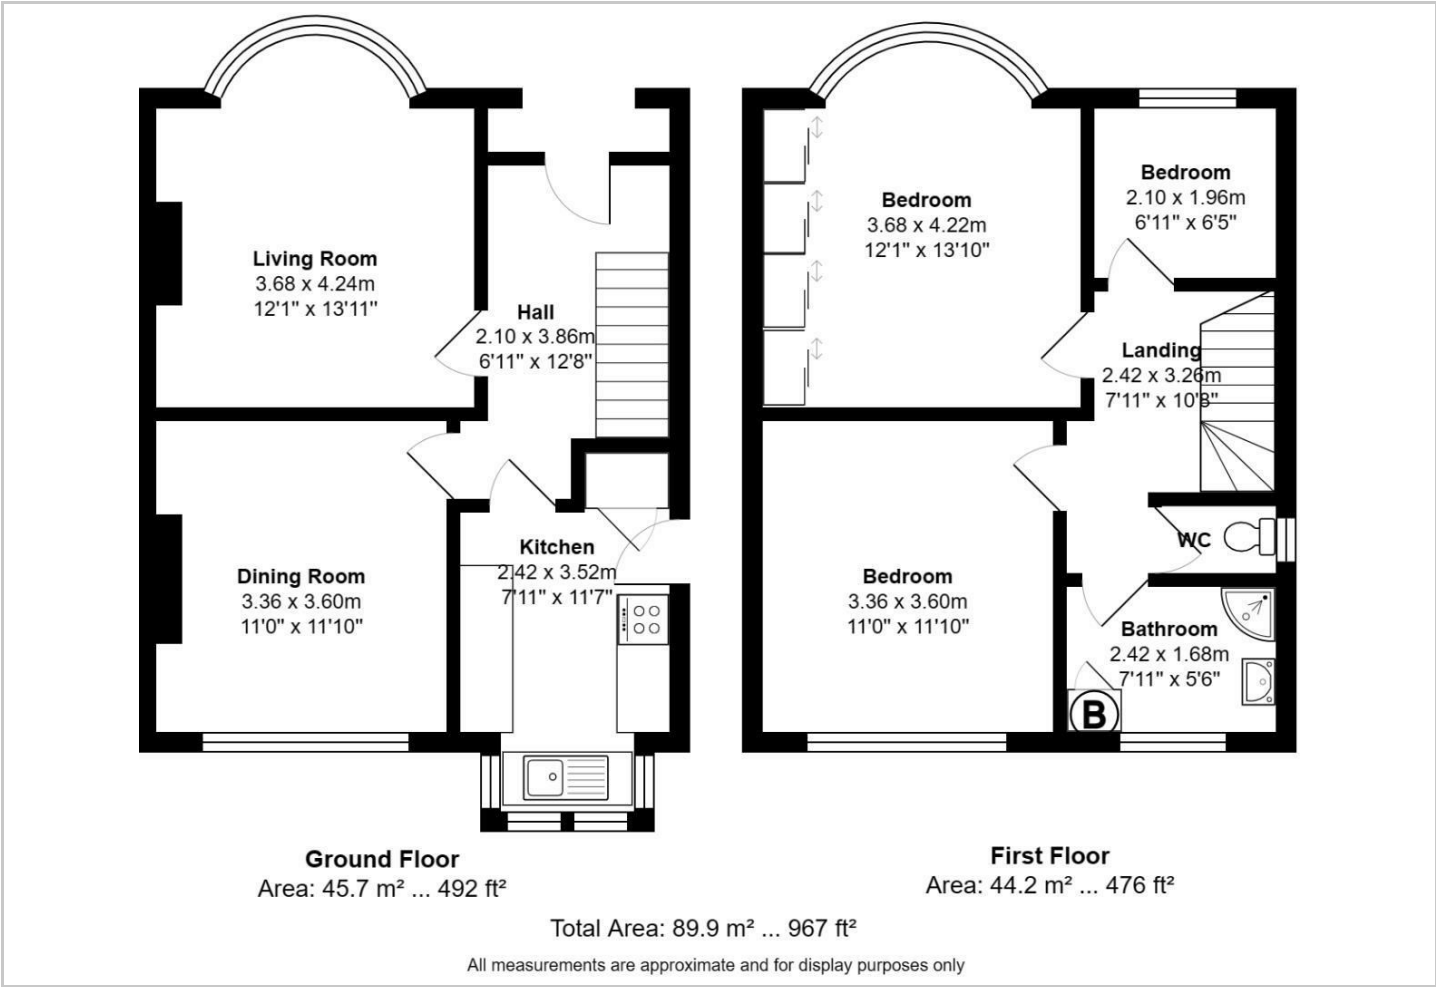 Living Room
3.68 x 4.24m
12'1" x 13'11"
Hall
2.10 x 3.86m
6'11" x 12'8"
Dining Room
3.36 x 3.60m
11'0" x 11'10"
Kitchen
2.42 x 3.52m
7'11" x 11'7"
Ground Floor
Area: 45.7 m² ... 492 ft²
Bedroom
3.68 x 4.22m
12'1" x 13'10"
Bedroom
2.10 x 1.96m
6'11" x 6'5"
Landing
2.42 x 3.26m
7'11" x 10'8"
WC
Bedroom
3.36 x 3.60m
11'0" x 11'10"
Bathroom
2.42 x 1.68m
7'11" x 5'6"
B
First Floor
Area: 44.2 m² ... 476 ft²
Total Area: 89.9 m² ... 967 ft²
All measurements are approximate and for display purposes only